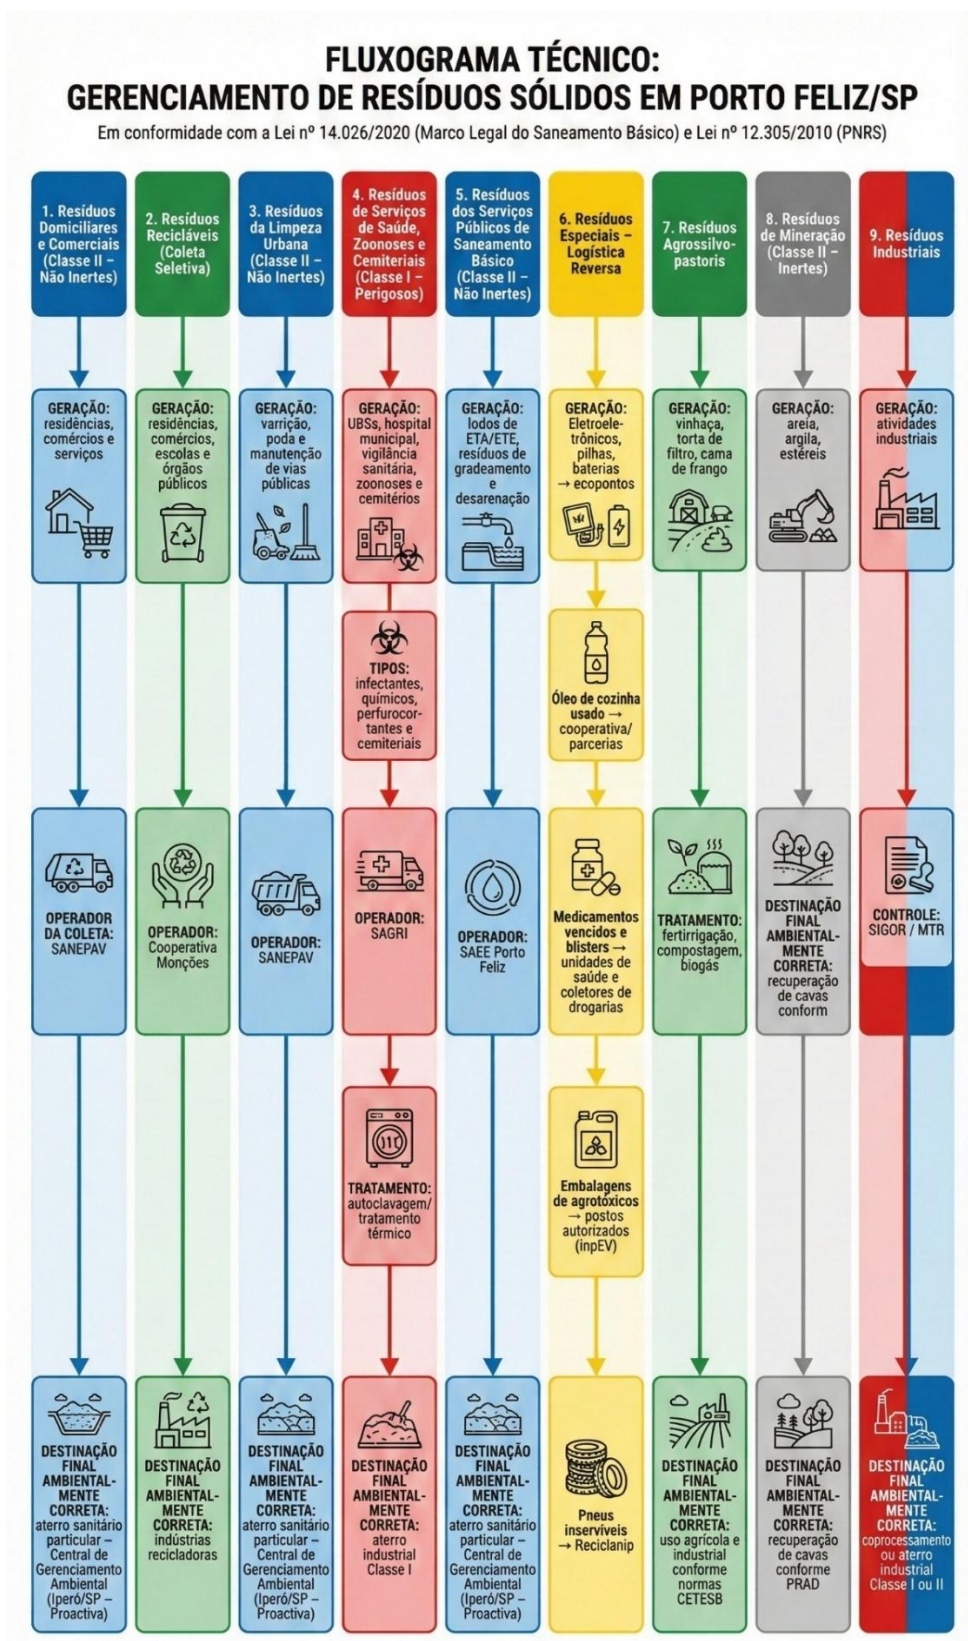 FLUXOGRAMA TÉCNICO:
GERENCIAMENTO DE RESÍDUOS SÓLIDOS EM PORTO FELIZ/SP
Em conformidade com a Lei nº 14.026/2020 (Marco Legal do Saneamento Básico) e Lei nº 12.305/2010 (PNRS)
1. Resíduos
Domiciliares
e Comerciais
(Classe II –
Não Inertes)
GERAÇÃO:
residências,
comércios e
serviços
OPERADOR
DA COLETA:
SANEPAV
DESTINAÇÃO
FINAL
AMBIENTAL-
MENTE
CORRETA:
aterro sanitário
particular –
Central de
Gerenciamento
Ambiental
(Iperó/SP –
Proactiva)
2. Resíduos
Recicláveis
(Coleta
Seletiva)
GERAÇÃO:
residências,
comércios,
escolas e
órgãos
públicos
OPERADOR:
Cooperativa
Monções
DESTINAÇÃO
FINAL
AMBIENTAL-
MENTE
CORRETA:
indústrias
recicladoras
3. Resíduos
da Limpeza
Urbana
(Classe II –
Não Inertes)
GERAÇÃO:
varrição,
poda e
manutenção
de vias
públicas
OPERADOR:
SANEPAV
DESTINAÇÃO
FINAL
AMBIENTAL-
MENTE
CORRETA:
aterro sanitário
particular –
Central de
Gerenciamento
Ambiental
(Iperó/SP –
Proactiva)
4. Resíduos
de Serviços
de Saúde,
Zoonoses e
Cemiteriais
(Classe I –
Perigosos)
GERAÇÃO:
UBSs, hospital
municipal,
vigilância
sanitária,
zoonoses e
cemitérios
TIPOS:
infectantes,
químicos,
perfurocor-
tantes e
cemiteriais
OPERADOR:
SAGRI
TRATAMENTO:
autoclavagem/
tratamento
térmico
DESTINAÇÃO
FINAL
AMBIENTAL-
MENTE
CORRETA:
aterro
industrial
Classe I
5. Resíduos
dos Serviços
Públicos de
Saneamento
Básico
(Classe II –
Não Inertes)
GERAÇÃO:
lodos de
ETA/ETE,
resíduos de
gradeamento
e
desarenação
OPERADOR:
SAEE Porto
Feliz
DESTINAÇÃO
FINAL
AMBIENTAL-
MENTE
CORRETA:
aterro sanitário
particular –
Central de
Gerenciamento
Ambiental
(Iperó/SP –
Proactiva)
6. Resíduos
Especiais –
Logística
Reversa
GERAÇÃO:
Eletroele-
trônicos,
pilhas,
baterias
→ ecopontos
Óleo de cozinha
usado →
cooperativa/
parcerias
Medicamentos
vencidos e
blisters →
unidades de
saúde e
coletores de
drogarias
Embalagens
de agrotóxicos
→ postos
autorizados
(inpEV)
Pneus
inservíveis
→ Reciclanip
7. Resíduos
Agrossilvo-
pastoris
GERAÇÃO:
vinhaça,
torta de
filtro, cama
de frango
TRATAMENTO:
fertirrigação,
compostagem,
biogás
DESTINAÇÃO
FINAL
AMBIENTAL-
MENTE
CORRETA:
uso agrícola e
industrial
conforme
normas
CETESB
8. Resíduos
de Mineração
(Classe II –
Inertes)
GERAÇÃO:
areia,
argila,
estéreis
DESTINAÇÃO
FINAL
AMBIENTAL-
MENTE
CORRETA:
recuperação
de cavas
conform
DESTINAÇÃO
FINAL
AMBIENTAL-
MENTE
CORRETA:
recuperação
de cavas
conforme
PRAD
9. Resíduos
Industriais
GERAÇÃO:
atividades
industriais
CONTROLE:
SIGOR / MTR
DESTINAÇÃO
FINAL
AMBIENTAL-
MENTE
CORRETA:
coprocessamento
ou aterro
industrial
Classe I ou II